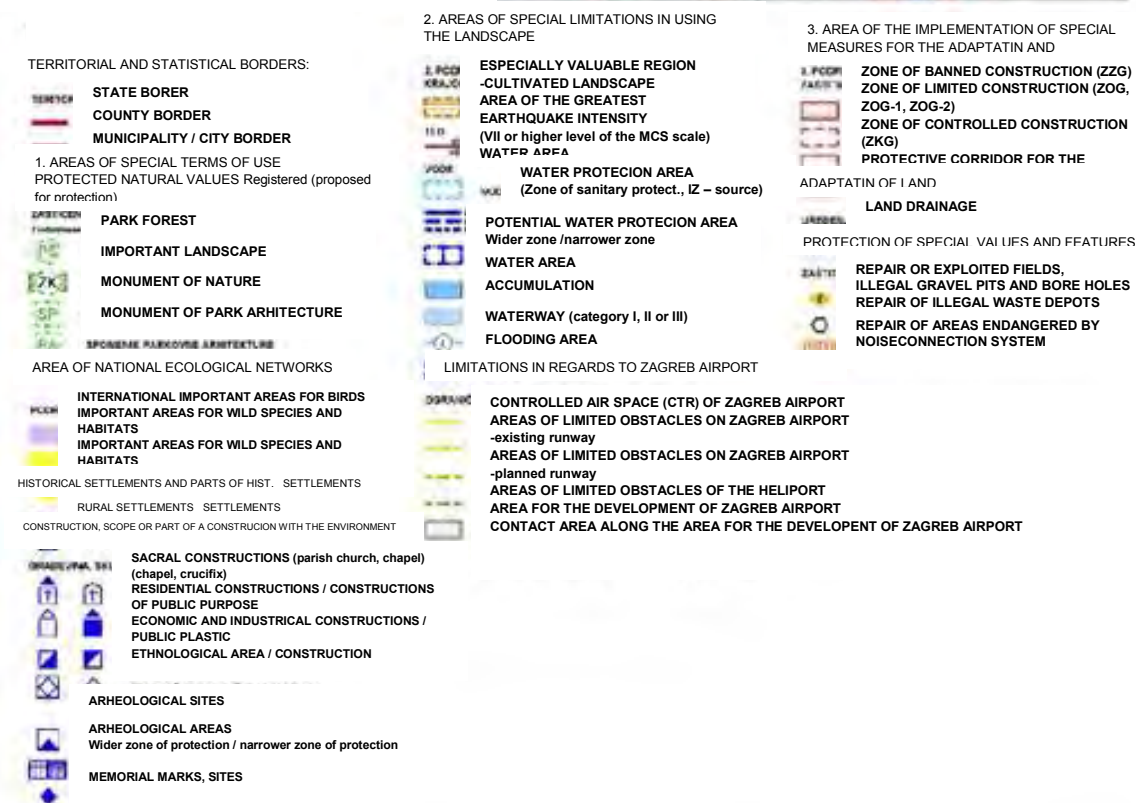 TERRITORIAL AND STATISTICAL BORDERS:
STATE BORER
COUNTY BORDER
MUNICIPALITY / CITY BORDER
1. AREAS OF SPECIAL TERMS OF USE
PROTECTED NATURAL VALUES Registered (proposed
for protection)
PARK FOREST
IMPORTANT LANDSCAPE
ZK
MONUMENT OF NATURE
SP
MONUMENT OF PARK ARHITECTURE
SPOMENIK PARKOVNE ARHITEKTURE
AREA OF NATIONAL ECOLOGICAL NETWORKS
INTERNATIONAL IMPORTANT AREAS FOR BIRDS
IMPORTANT AREAS FOR WILD SPECIES AND
HABITATS
IMPORTANT AREAS FOR WILD SPECIES AND
HABITATS
HISTORICAL SETTLEMENTS AND PARTS OF HIST. SETTLEMENTS
RURAL SETTLEMENTS SETTLEMENTS
CONSTRUCTION, SCOPE OR PART OF A CONSTRUCION WITH THE ENVIRONMENT
SACRAL CONSTRUCTIONS (parish church, chapel)
(chapel, crucifix)
RESIDENTIAL CONSTRUCTIONS / CONSTRUCTIONS
OF PUBLIC PURPOSE
ECONOMIC AND INDUSTRICAL CONSTRUCTIONS /
PUBLIC PLASTIC
ETHNOLOGICAL AREA / CONSTRUCTION
ARHEOLOGICAL SITES
ARHEOLOGICAL AREAS
Wider zone of protection / narrower zone of protection
MEMORIAL MARKS, SITES
2. AREAS OF SPECIAL LIMITATIONS IN USING
THE LANDSCAPE
ESPECIALLY VALUABLE REGION
-CULTIVATED LANDSCAPE
AREA OF THE GREATEST
EARTHQUAKE INTENSITY
(VII or higher level of the MCS scale)
WATER AREA
WATER PROTECION AREA
(Zone of sanitary protect., IZ – source)
POTENTIAL WATER PROTECION AREA
Wider zone /narrower zone
WATER AREA
ACCUMULATION
WATERWAY (category I, II or III)
FLOODING AREA
LIMITATIONS IN REGARDS TO ZAGREB AIRPORT
CONTROLLED AIR SPACE (CTR) OF ZAGREB AIRPORT
AREAS OF LIMITED OBSTACLES ON ZAGREB AIRPORT
-existing runway
AREAS OF LIMITED OBSTACLES ON ZAGREB AIRPORT
-planned runway
AREAS OF LIMITED OBSTACLES OF THE HELIPORT
AREA FOR THE DEVELOPMENT OF ZAGREB AIRPORT
CONTACT AREA ALONG THE AREA FOR THE DEVELOPENT OF ZAGREB AIRPORT
3. AREA OF THE IMPLEMENTATION OF SPECIAL
MEASURES FOR THE ADAPTATIN AND
ZONE OF BANNED CONSTRUCTION (ZZG)
ZONE OF LIMITED CONSTRUCTION (ZOG,
ZOG-1, ZOG-2)
ZONE OF CONTROLLED CONSTRUCTION
(ZKG)
PROTECTIVE CORRIDOR FOR THE
ADAPTATIN OF LAND
LAND DRAINAGE
PROTECTION OF SPECIAL VALUES AND FEATURES
REPAIR OR EXPLOITED FIELDS,
ILLEGAL GRAVEL PITS AND BORE HOLES
REPAIR OF ILLEGAL WASTE DEPOTS
REPAIR OF AREAS ENDANGERED BY
NOISECONNECTION SYSTEM